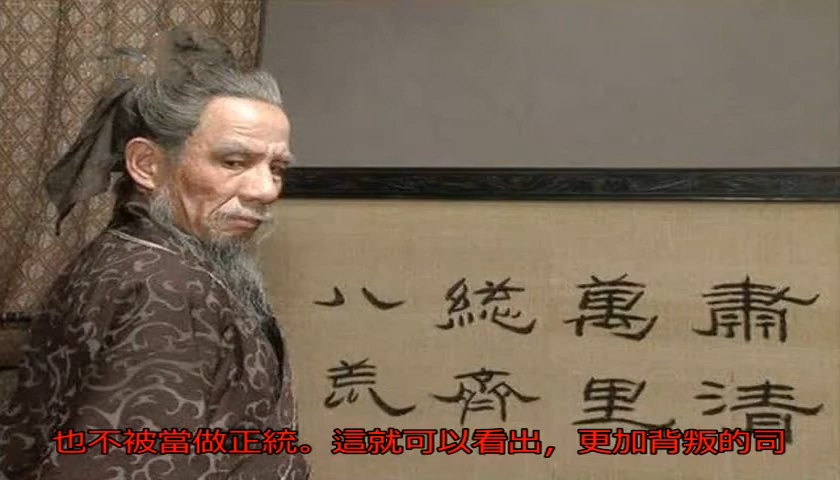 肅清
萬里
総齊
八荒
也不被當做正統。這就可以看出，更加背叛的司